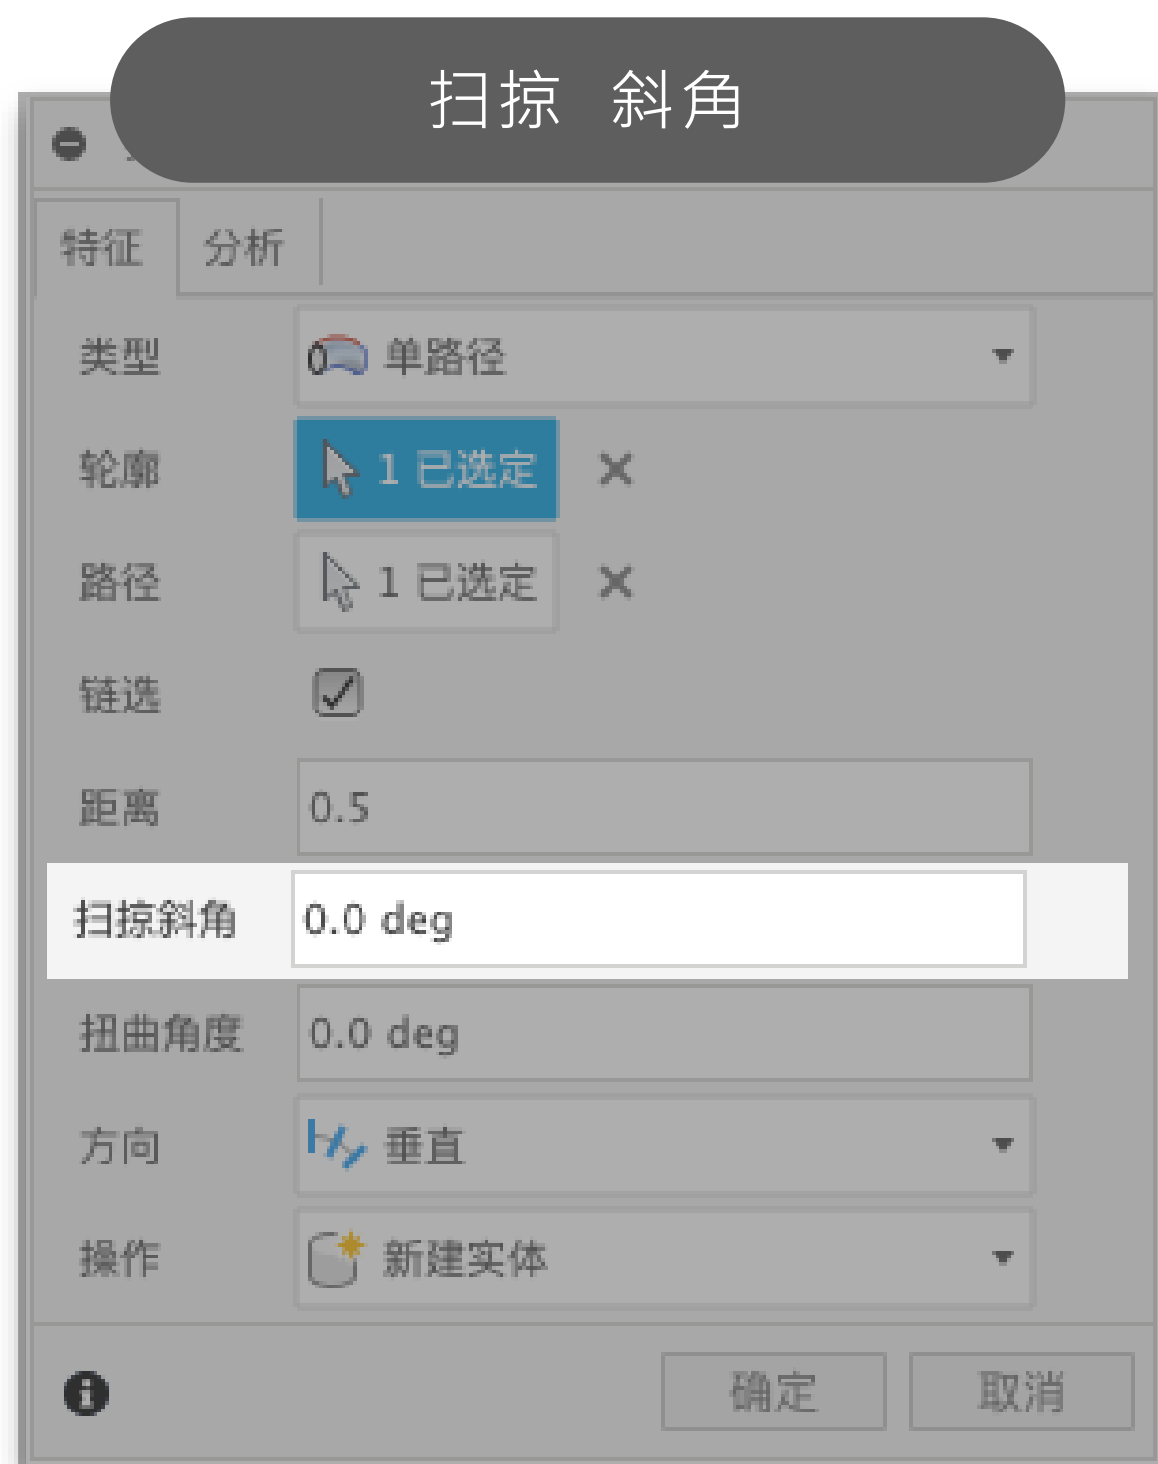 扫掠 斜角
特征 分析
类型 单路径
轮廓 1 已选定
路径 1 已选定
链选
距离 0.5
扫掠斜角 0.0 deg
扭曲角度 0.0 deg
方向 垂直
操作 新建实体
确定 取消